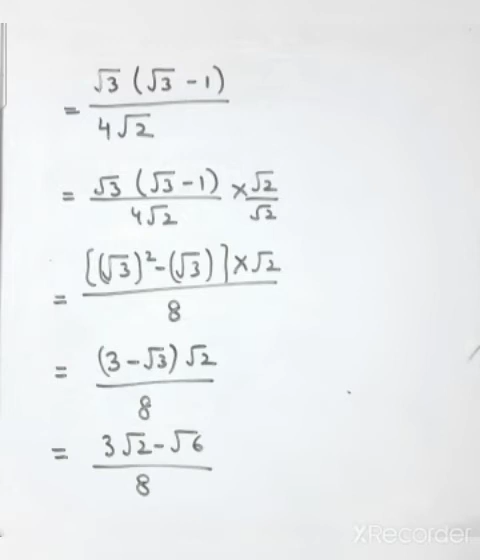 = √3 (√3 - 1) / 4√2
= √3 (√3 - 1) / 4√2 × √2 / √2
= [(√3)² - (√3)] × √2 / 8
= (3 - √3) √2 / 8
= 3√2 - √6 / 8
XRecorder